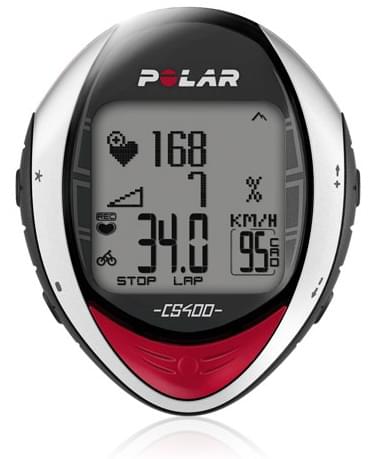 POLAR
168
7 %
REC KM/H
34.0 95 CAD
STOP LAP
-CS400-